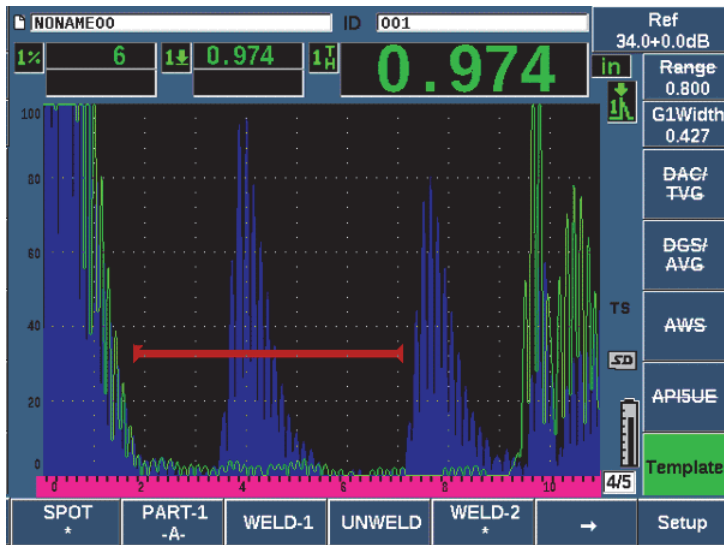 NONAME00 ID 001
Ref
34.0+0.0dB
1% 6 1 0.974 1 T H 0.974 in
Range
0.800
G1Width
0.427
100
80
60
40
20
0
0 2 4 6 8 10
1
DAC/
TVG
DGS/
AVG
TS
AWS
SD
API5UE
Template
4/5
SPOT
*
PART-1
-A-
WELD-1
UNWELD
WELD-2
*
→
Setup